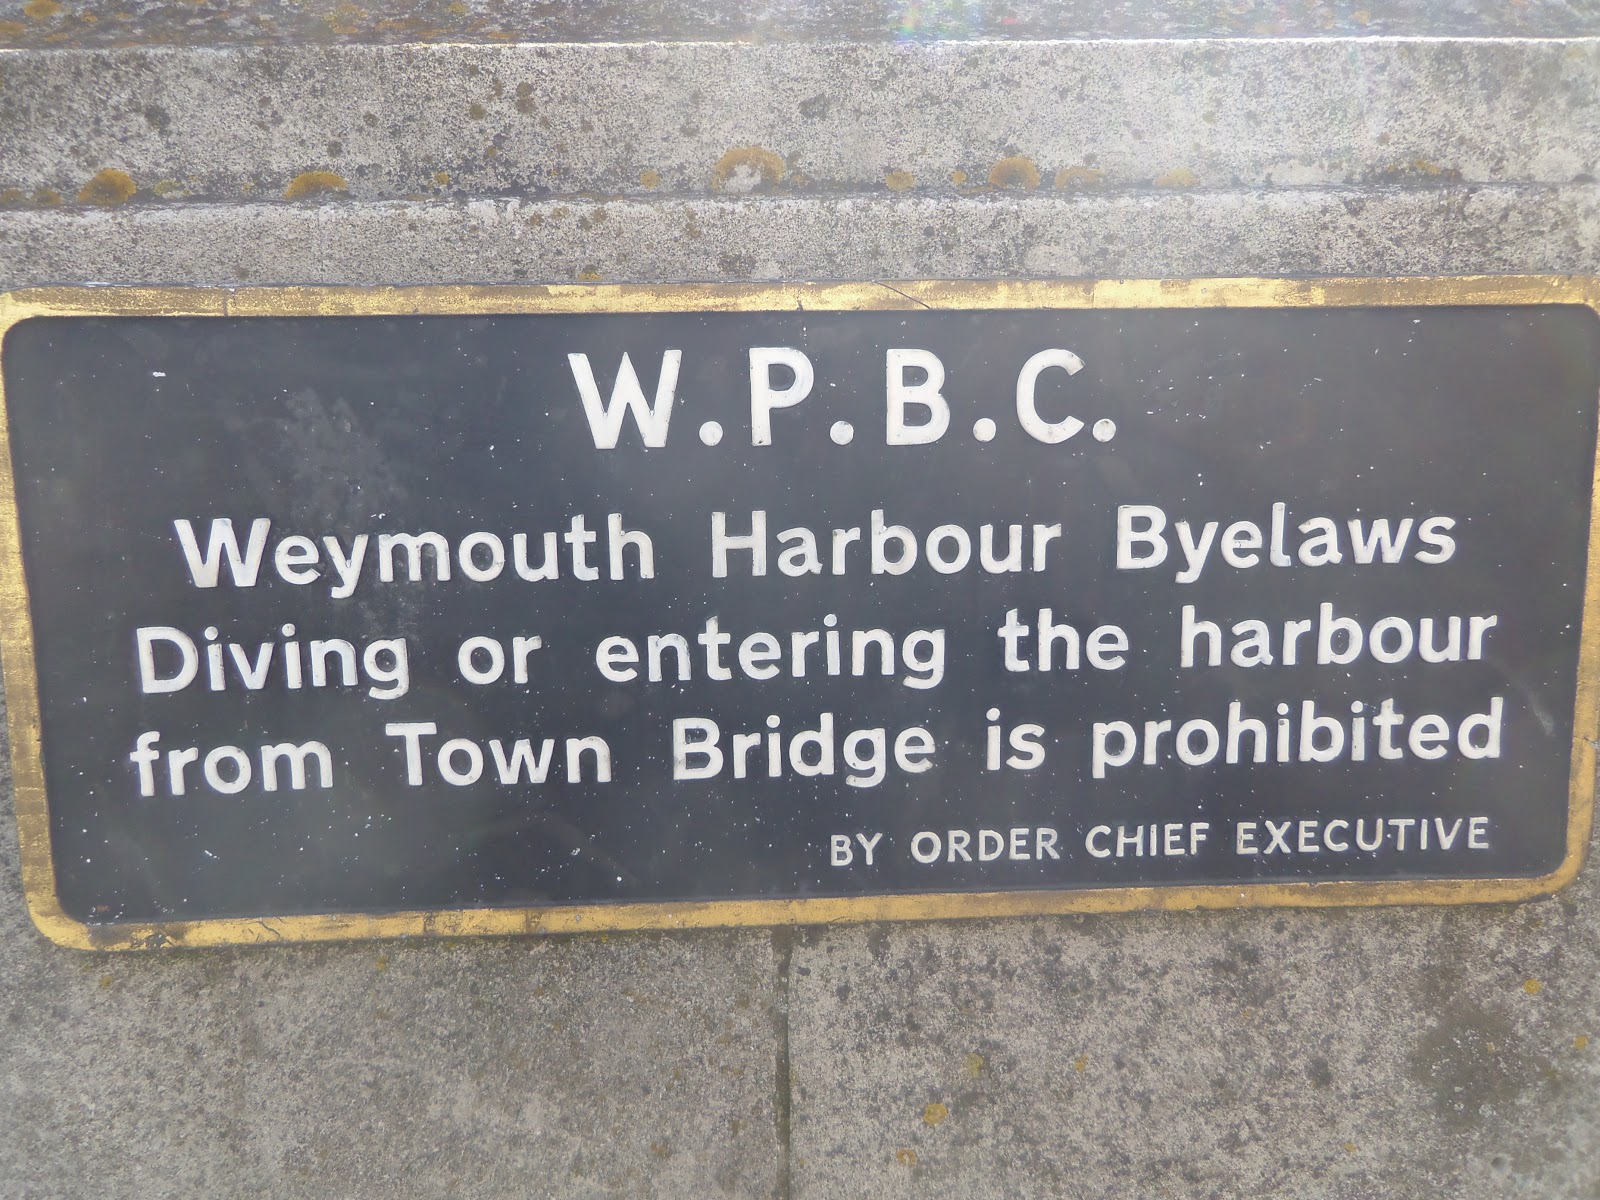 W.P.B.C.
Weymouth Harbour Byelaws
Diving or entering the harbour
from Town Bridge is prohibited
BY ORDER CHIEF EXECUTIVE